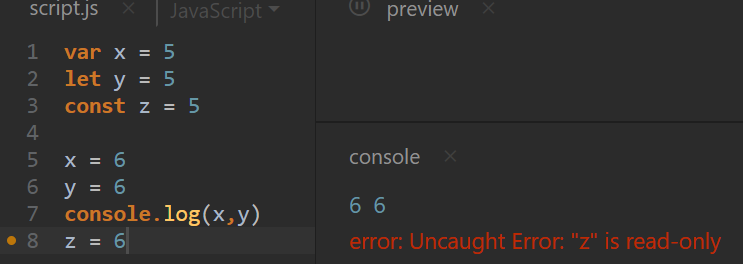 script.js × JavaScript
1 var x = 5
2 let y = 5
3 const z = 5
4
5 x = 6
6 y = 6
7 console.log(x,y)
8 z = 6
preview ×
console ×
6 6
error: Uncaught Error: "z" is read-only